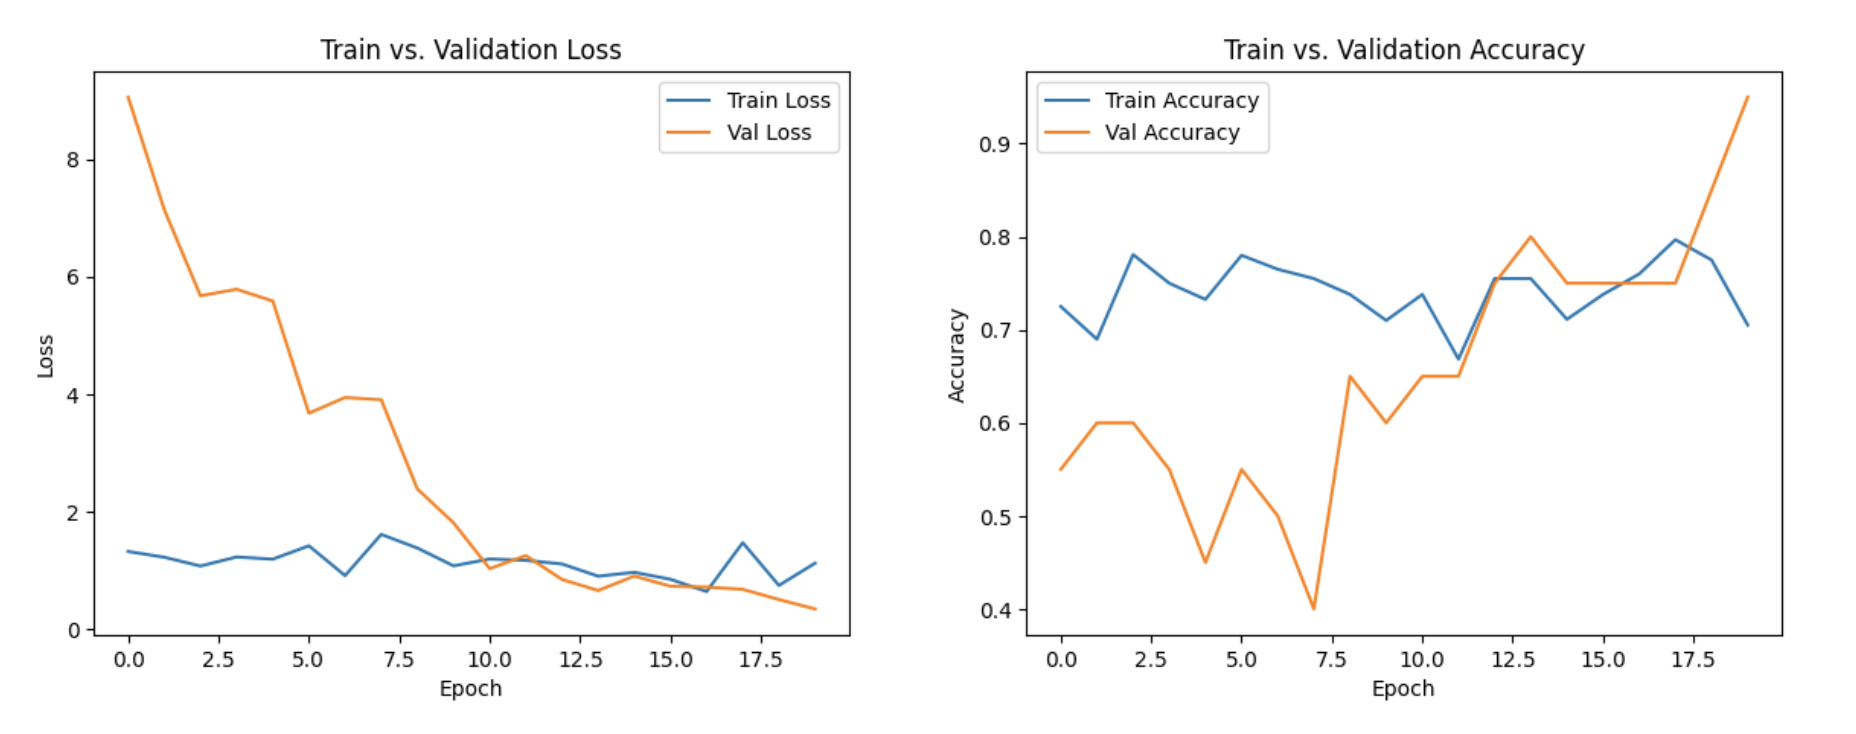 Train vs. Validation Loss
Train Loss
Val Loss
8
6
4
2
0
Loss
0.0 2.5 5.0 7.5 10.0 12.5 15.0 17.5
Epoch
Train vs. Validation Accuracy
Train Accuracy
Val Accuracy
0.9
0.8
0.7
0.6
0.5
0.4
Accuracy
0.0 2.5 5.0 7.5 10.0 12.5 15.0 17.5
Epoch